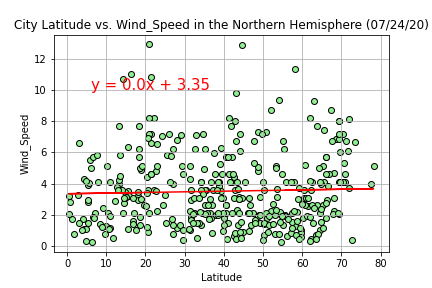 City Latitude vs. Wind_Speed in the Northern Hemisphere (07/24/20)
12
10
8
6
4
2
0
Wind_Speed
y = 0.0x + 3.35
0 10 20 30 40 50 60 70 80
Latitude